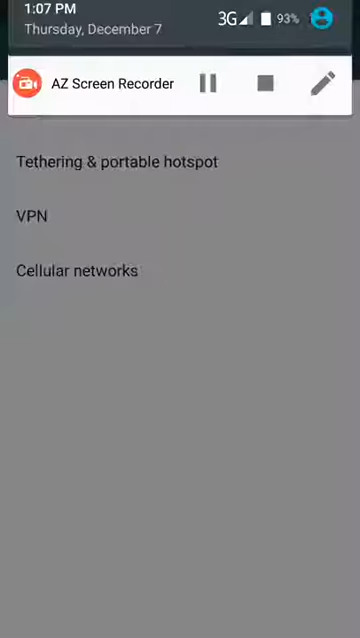 1:07 PM
Thursday, December 7
3G 93%
AZ Screen Recorder
Tethering & portable hotspot
VPN
Cellular networks